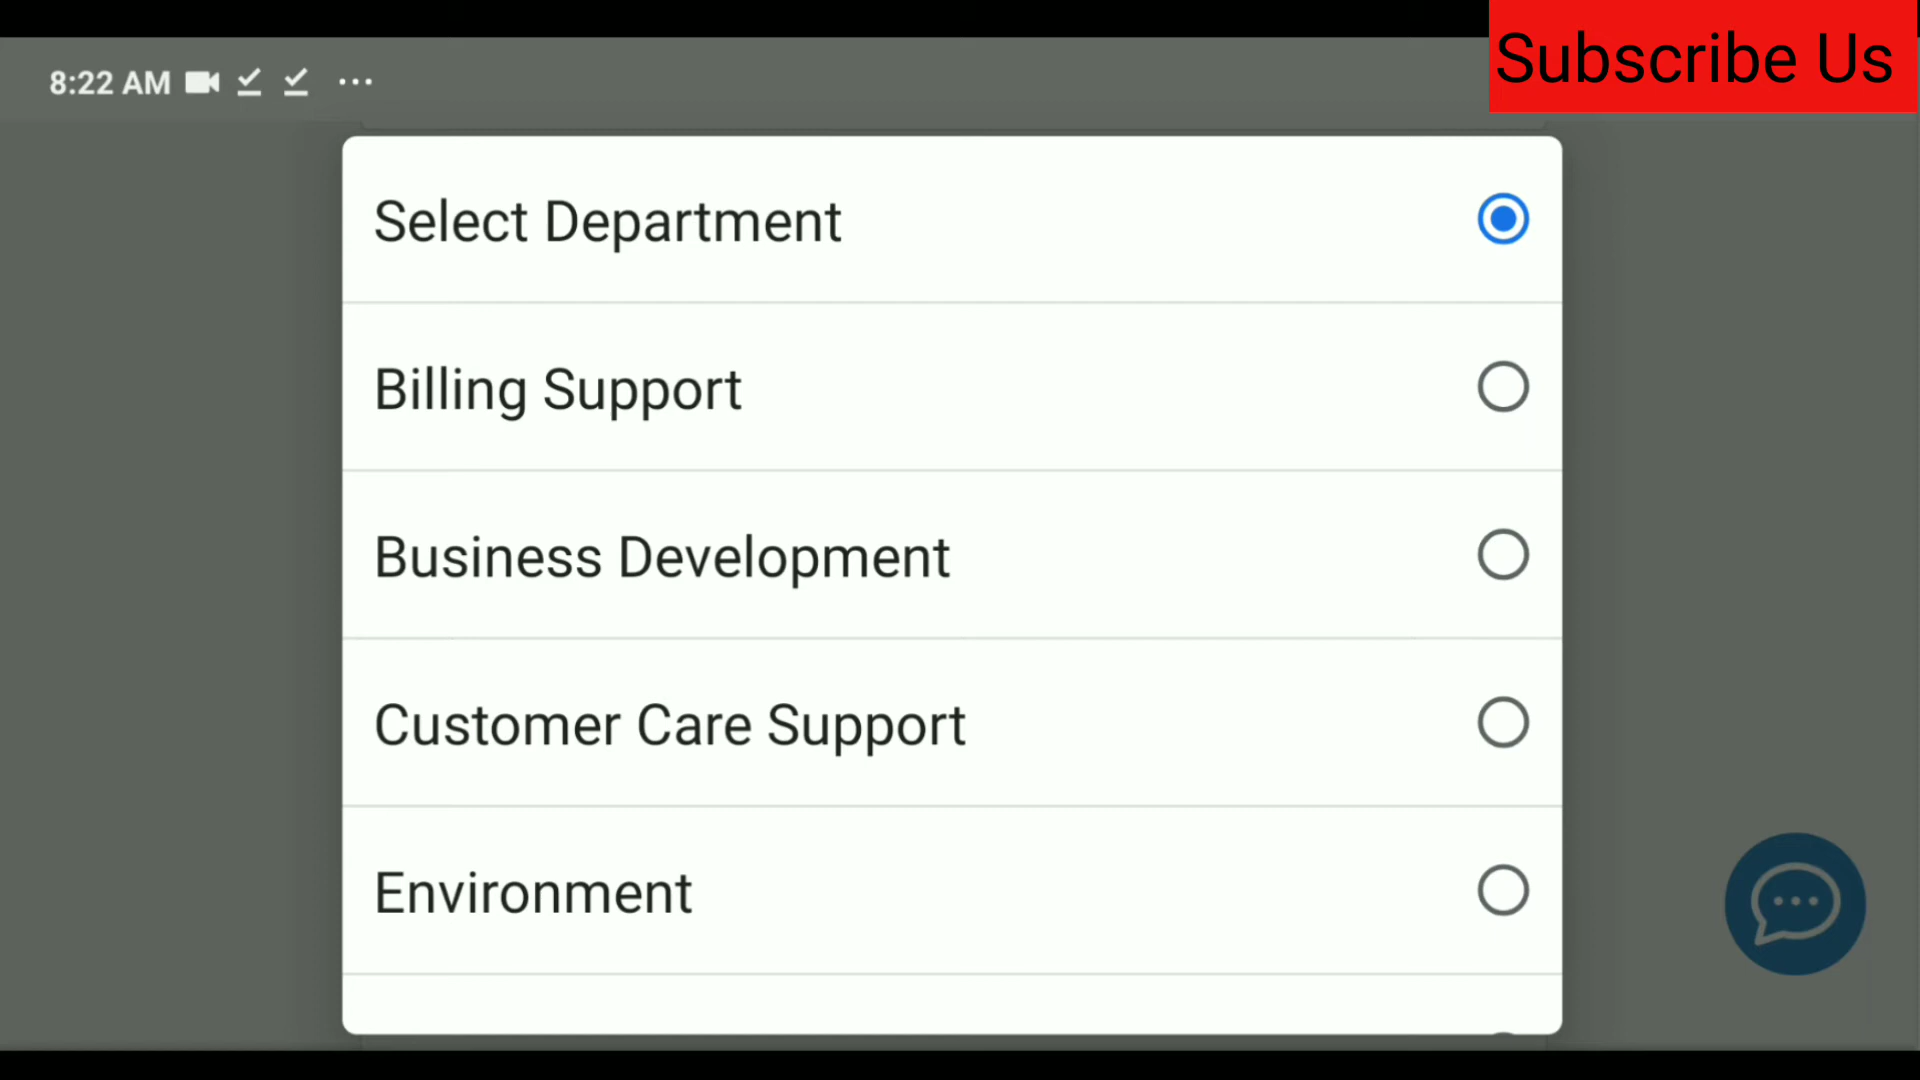 Subscribe Us
8:22 AM
Select Department
Billing Support
Business Development
Customer Care Support
Environment